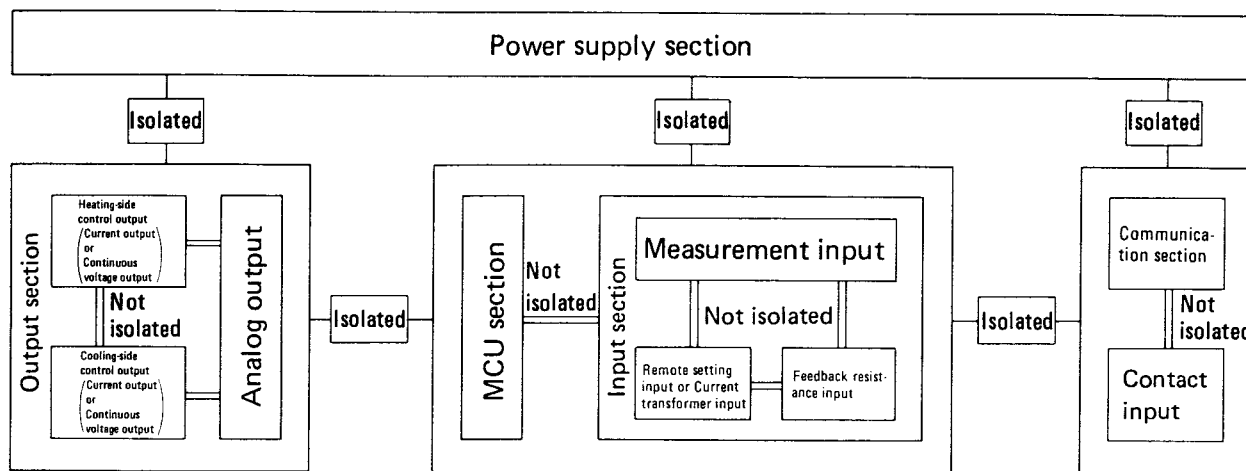 Power supply section
Isolated
Isolated
Isolated
Output section
Heating-side
control output
(Current output
or
Continuous
voltage output)
Not
isolated
Cooling-side
control output
(Current output
or
Continuous
voltage output)
Analog output
Isolated
MCU section
Not
isolated
Input section
Measurement input
Not isolated
Remote setting
input or Current
transformer input
Feedback resist-
ance input
Isolated
Communica-
tion section
Not
isolated
Contact
input